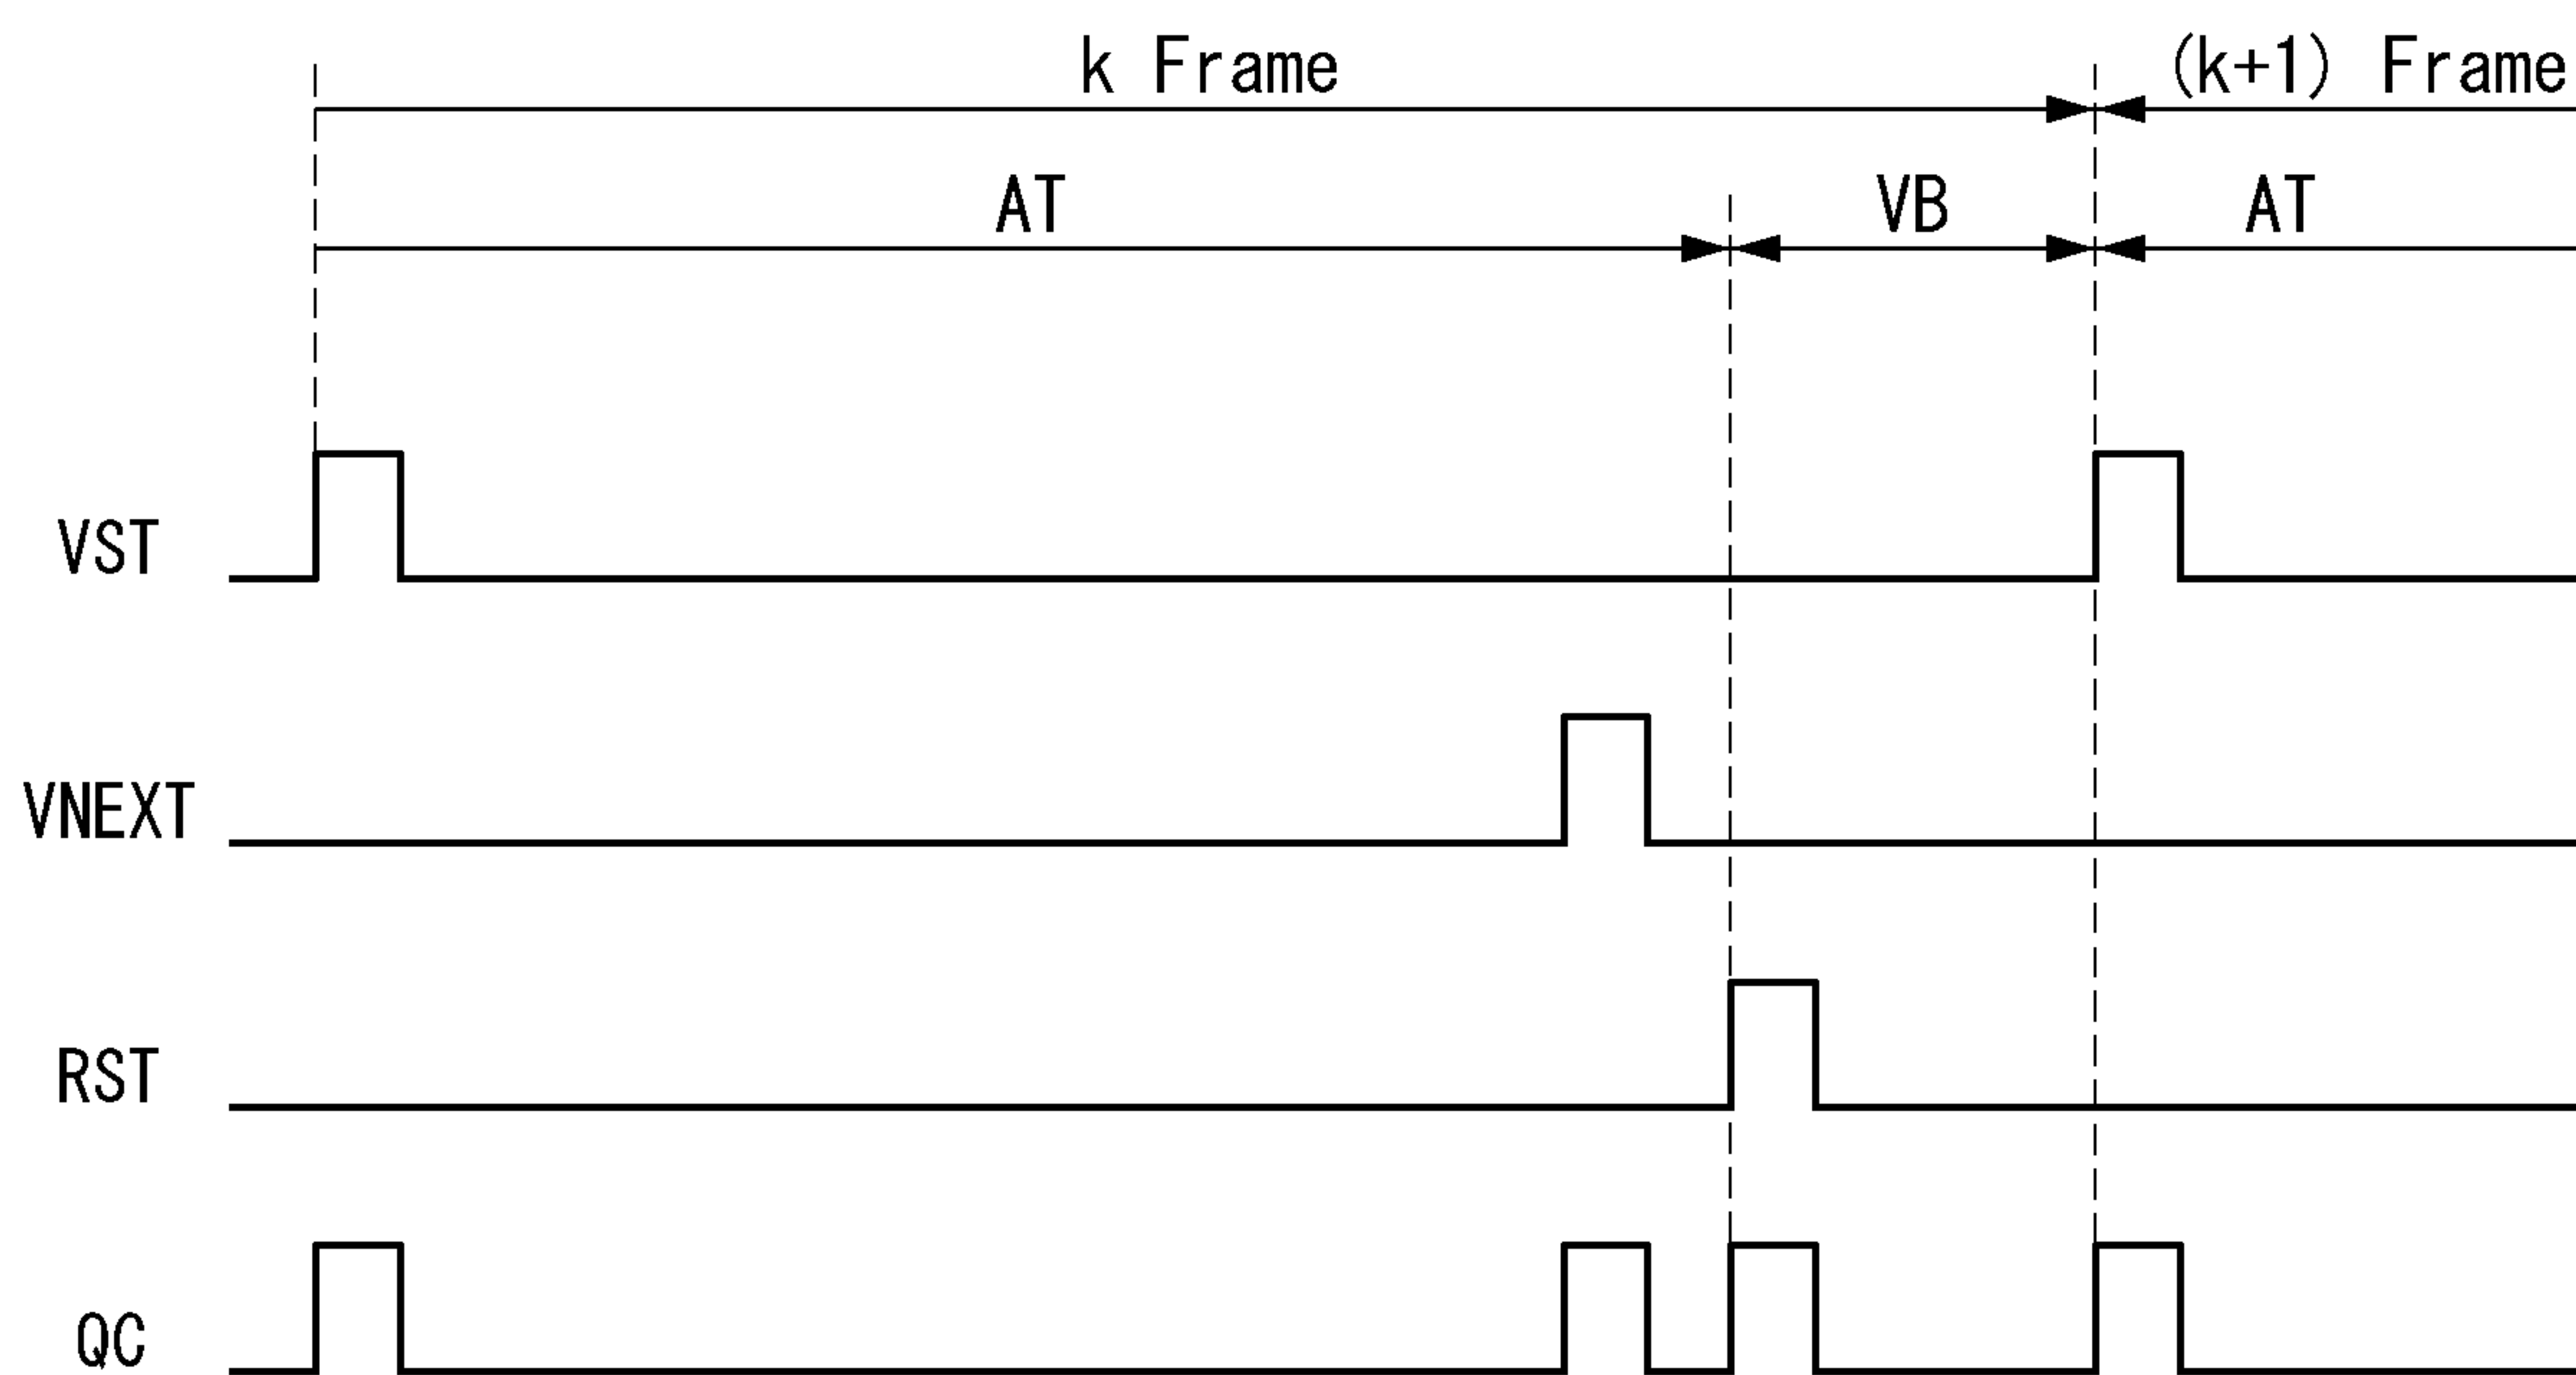 k Frame (k+1) Frame
AT VB AT
VST
VNEXT
RST
QC